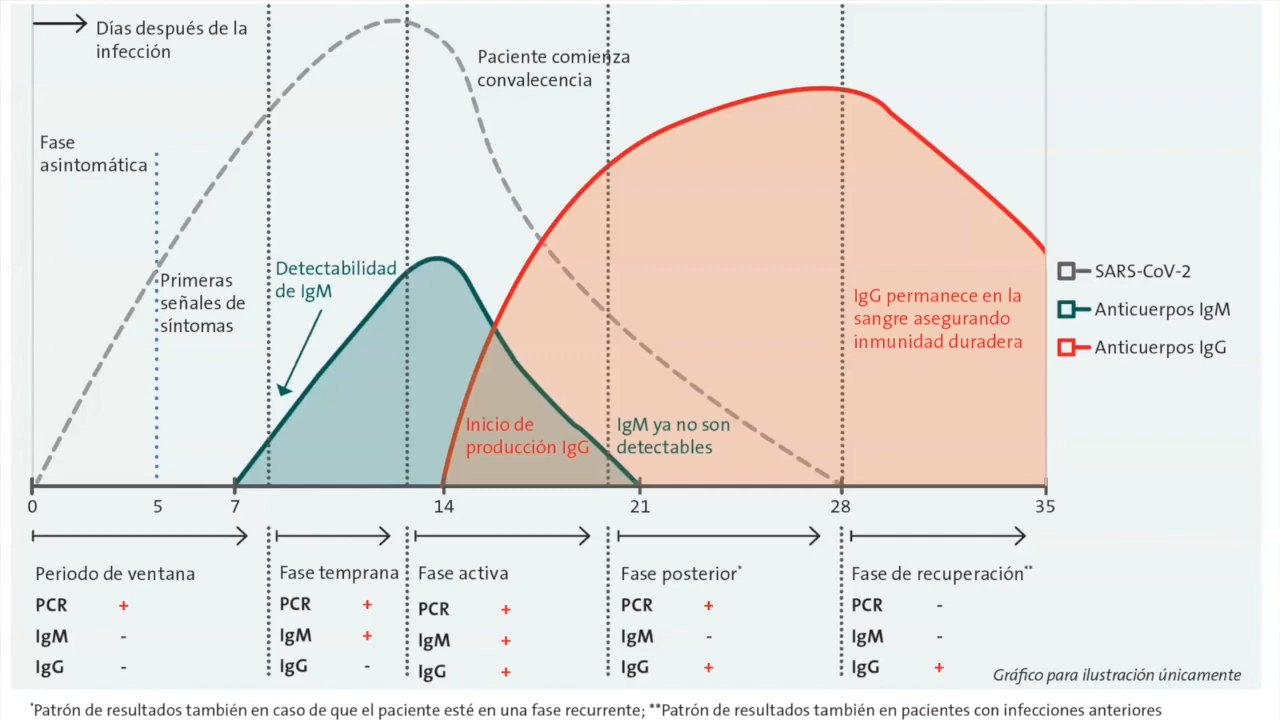 Días después de la
infección
Paciente comienza
convalecencia
Fase
asintomática
Primeras
señales de
síntomas
Detectabilidad
de IgM
IgG permanece en la
sangre asegurando
inmunidad duradera
Inicio de
producción IgG
IgM ya no son
detectables
SARS-CoV-2
Anticuerpos IgM
Anticuerpos IgG
0 5 7 14 21 28 35
Periodo de ventana
PCR +
IgM -
IgG -
Fase temprana
PCR +
IgM +
IgG -
Fase activa
PCR +
IgM +
IgG +
Fase posterior*
PCR +
IgM -
IgG +
Fase de recuperación**
PCR -
IgM -
IgG +
Gráfico para ilustración únicamente
*Patrón de resultados también en caso de que el paciente esté en una fase recurrente; **Patrón de resultados también en pacientes con infecciones anteriores